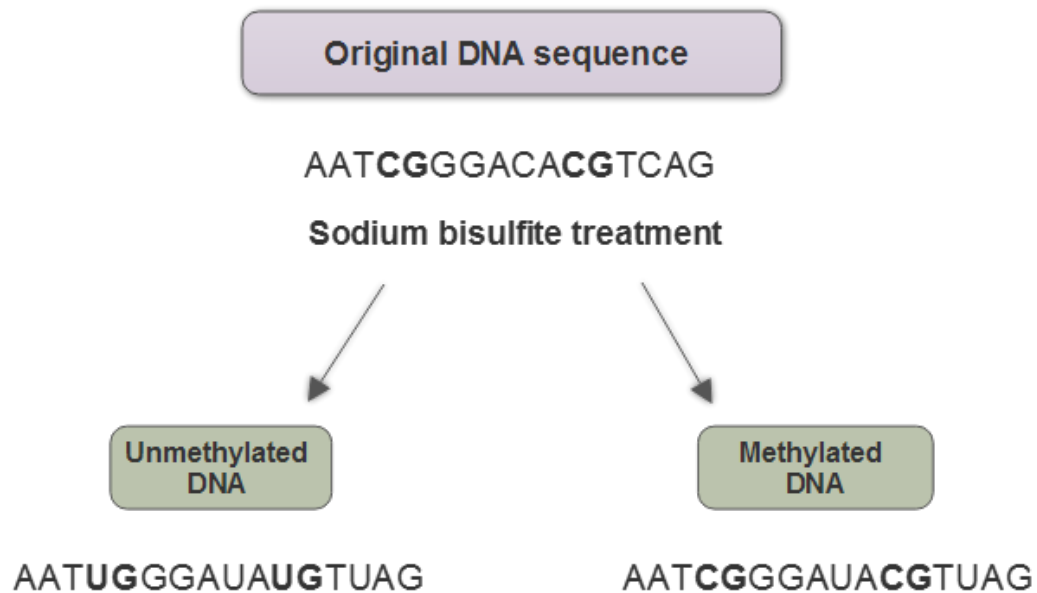 Original DNA sequence
AATCGGGACACGTCAG
Sodium bisulfite treatment
Unmethylated
DNA
Methylated
DNA
AATUGGGAUAUGTUAG
AATCGGGAUACGTUAG